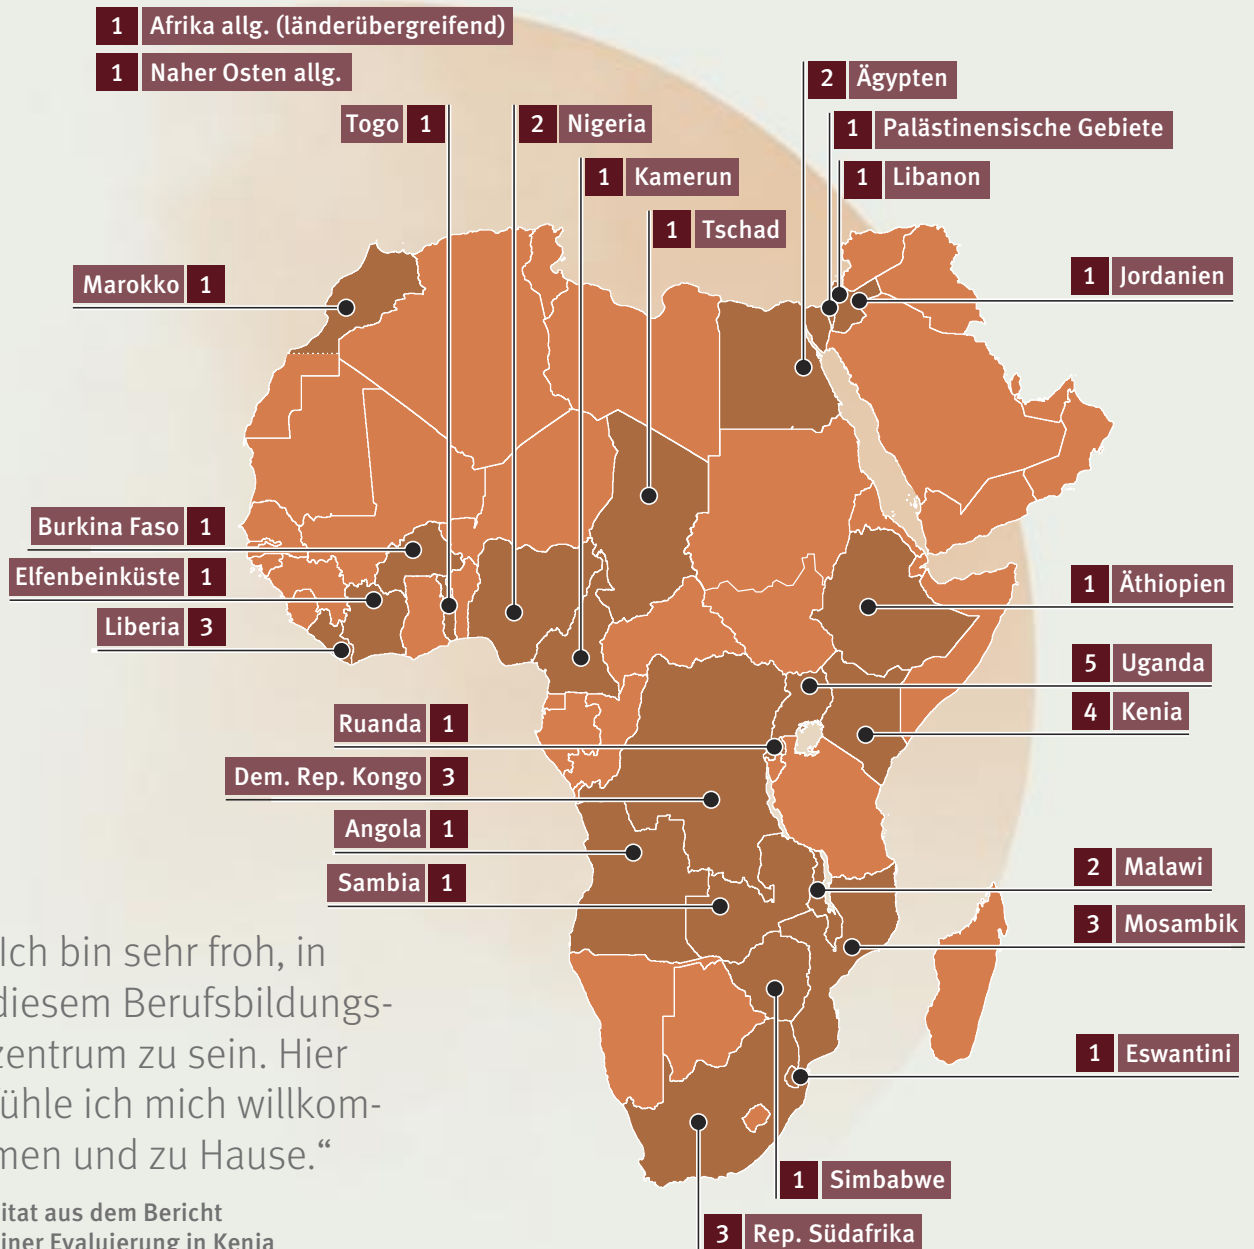 1 Afrika allg. (länderübergreifend)
1 Naher Osten allg.
2 Ägypten
Togo 1
2 Nigeria
1 Palästinensische Gebiete
1 Kamerun
1 Libanon
1 Tschad
Marokko 1
1 Jordanien
Burkina Faso 1
Elfenbeinküste 1
1 Äthiopien
Liberia 3
5 Uganda
Ruanda 1
4 Kenia
Dem. Rep. Kongo 3
Angola 1
Sambia 1
2 Malawi
3 Mosambik
1 Eswantini
1 Simbabwe
3 Rep. Südafrika
Ich bin sehr froh, in
diesem Berufsbildungs-
zentrum zu sein. Hier
ühle ich mich willkom-
men und zu Hause.“
itat aus dem Bericht
iner Evaluierung in Kenia